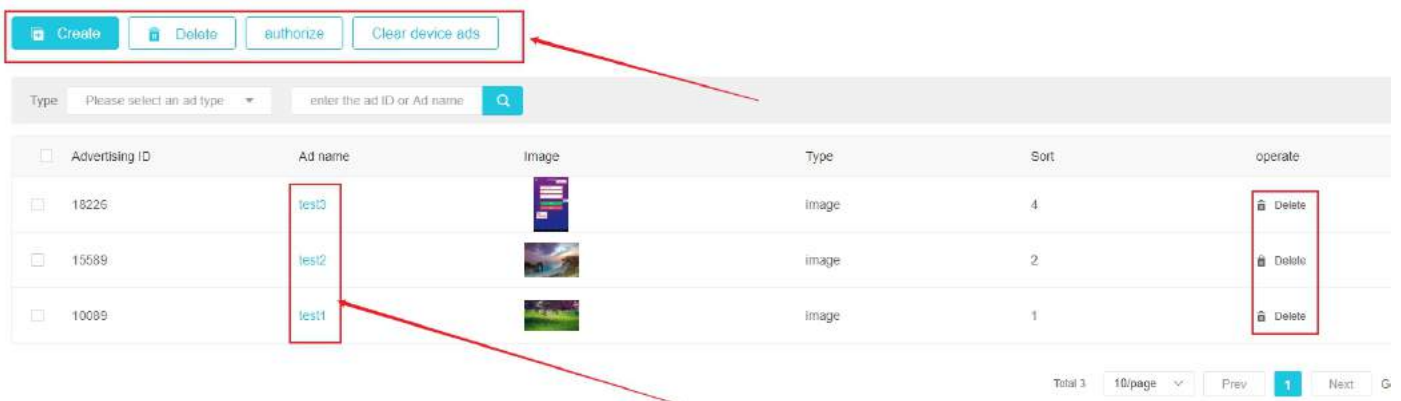 Create Delete authorize Clear device ads
Type Please select an ad type enter the ad ID or Ad name
Advertising ID Ad name Image Type Sort operate
18226 test3 image 4 Delete
15589 test2 image 2 Delete
10089 test1 image 1 Delete
Total 3 10/page Prev 1 Next